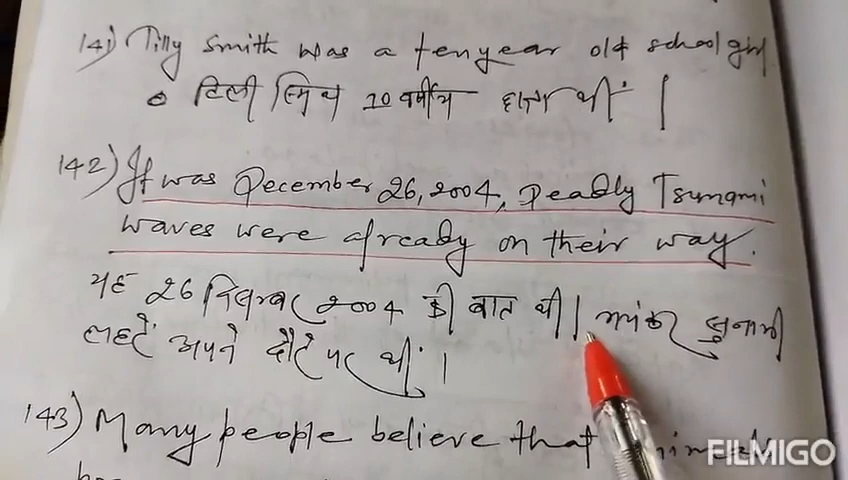 141) Tilly Smith was a ten year old school girl
टिली स्मिथ 10 वर्षीय छात्रा थीं |
142) It was December 26, 2004, Deadly Tsunami
waves were already on their way.
यह 26 दिसम्बर 2004 की बात थी | भयंकर सुनामी
लहरें अपने दौरे पर थीं |
143) Many people believe that
FILMIGO